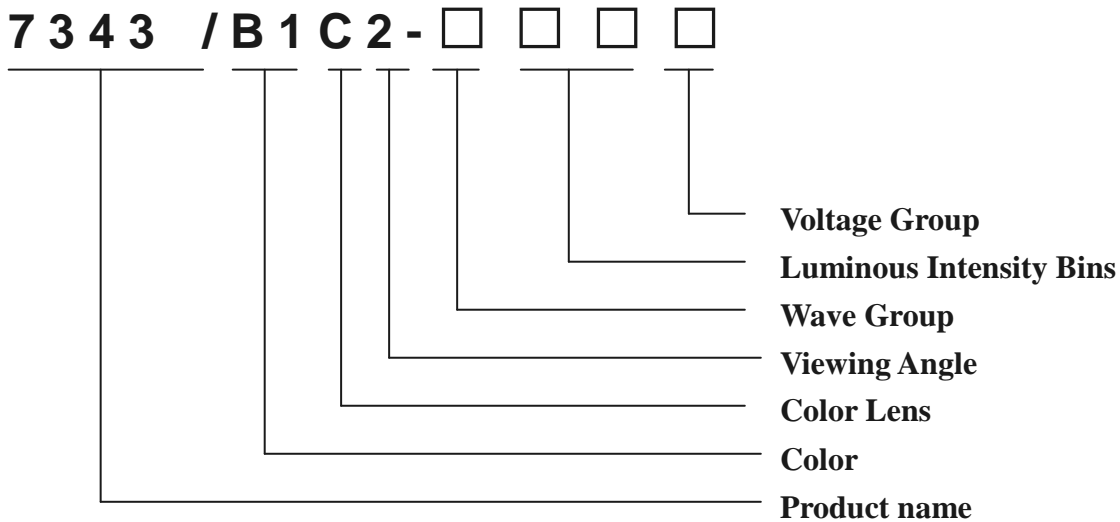 7343 /B1C2-□ □ □ □
Voltage Group
Luminous Intensity Bins
Wave Group
Viewing Angle
Color Lens
Color
Product name